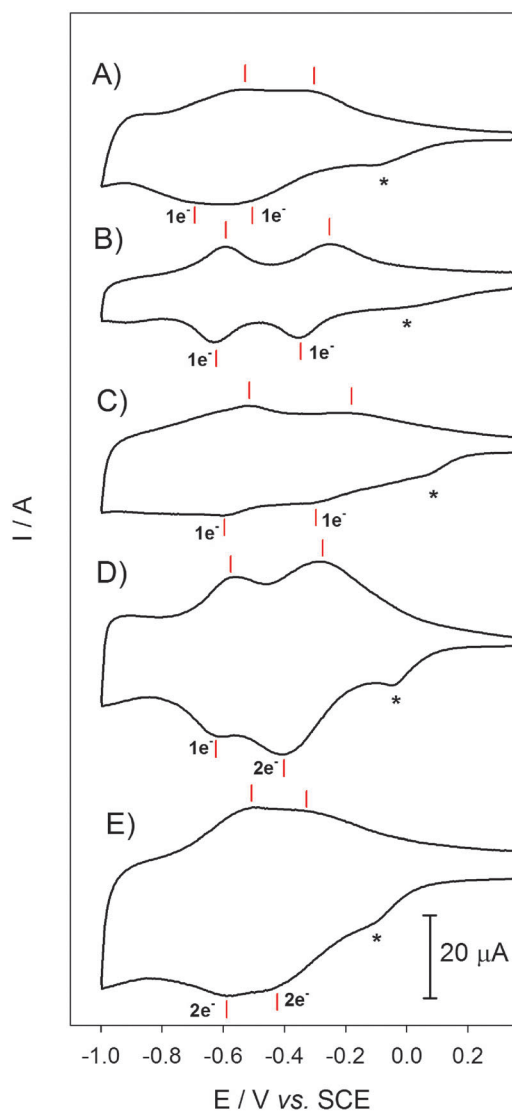 A)
*
1e-
1e-
B)
*
1e-
1e-
C)
*
1e-
1e-
D)
*
1e-
2e-
E)
*
20 μA
2e-
2e-
I / A
-1.0 -0.8 -0.6 -0.4 -0.2 0.0 0.2
E / V vs. SCE